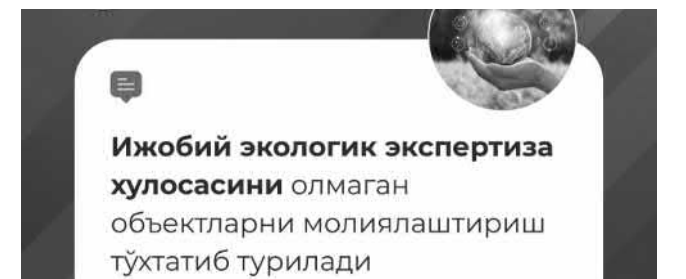 Ижобий экологик экспертиза
хулосасини олмаган
объектларни молиялаштириш
тўхтатиб турилади